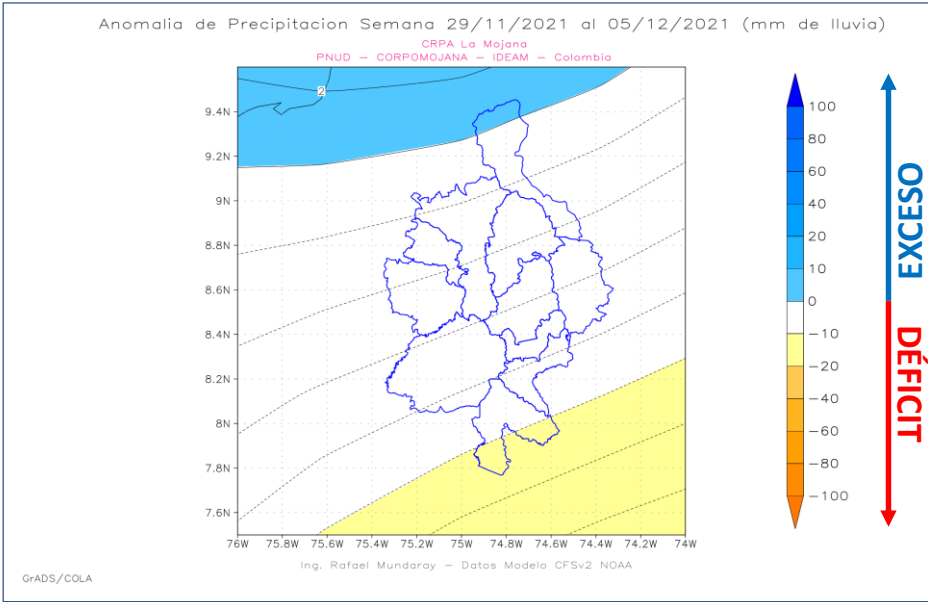 Anomalia de Precipitacion Semana 29/11/2021 al 05/12/2021 (mm de lluvia)
CRPA La Mojana
PNUD – CORPOMOJANA – IDEAM – Colombia
2
9.4N
9.2N
9N
8.8N
8.6N
8.4N
8.2N
8N
7.8N
7.6N
76W 75.8W 75.6W 75.4W 75.2W 75W 74.8W 74.6W 74.4W 74.2W 74W
100
80
60
40
20
10
0
−10
−20
−40
−60
−80
−100
EXCESO
DÉFICIT
Ing. Rafael Mundaray – Datos Modelo CFSv2 NOAA
GrADS/COLA